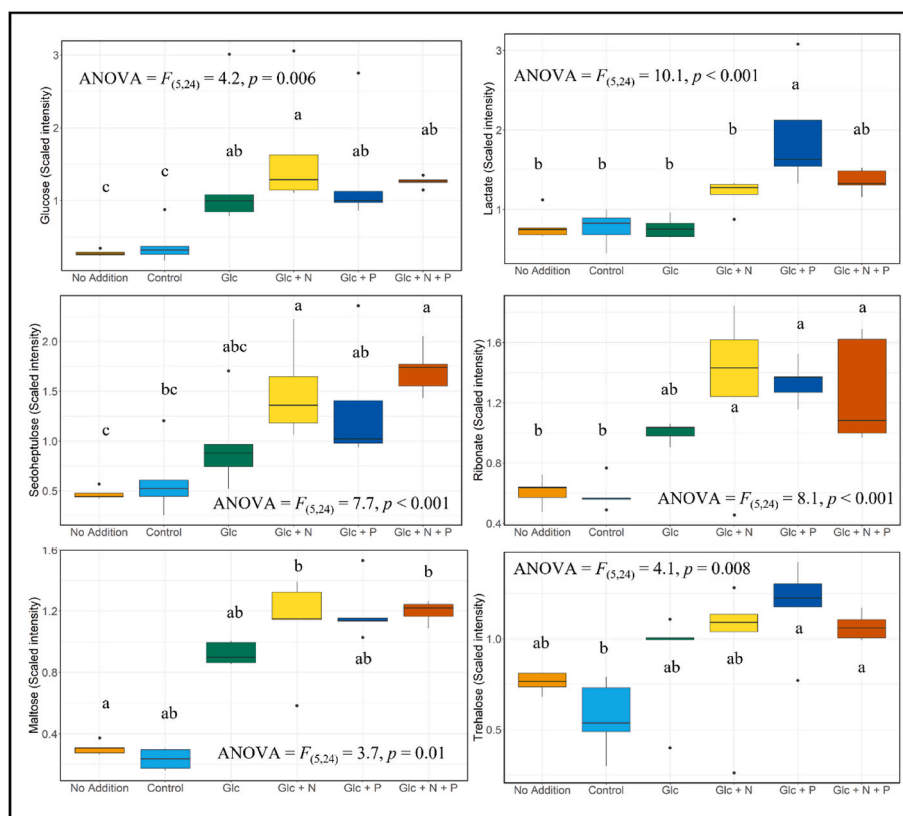 Glucose (Scaled intensity)
3
2
1
ANOVA = F(5,24) = 4.2, p = 0.006
c
c
ab
a
ab
ab
No Addition Control Glc Glc + N Glc + P Glc + N + P
Lactate (Scaled intensity)
3
2
1
ANOVA = F(5,24) = 10.1, p < 0.001
b
b
b
b
a
ab
No Addition Control Glc Glc + N Glc + P Glc + N + P
Sedoheptulose (Scaled intensity)
2.0
1.5
1.0
0.5
c
bc
abc
a
ab
a
ANOVA = F(5,24) = 7.7, p < 0.001
No Addition Control Glc Glc + N Glc + P Glc + N + P
Ribonate (Scaled intensity)
1.6
1.2
0.8
0.4
b
b
ab
a
a
a
ANOVA = F(5,24) = 8.1, p < 0.001
No Addition Control Glc Glc + N Glc + P Glc + N + P
Maltose (Scaled intensity)
1.6
1.2
0.8
0.4
a
ab
ab
b
ab
b
ANOVA = F(5,24) = 3.7, p = 0.01
No Addition Control Glc Glc + N Glc + P Glc + N + P
Trehalose (Scaled intensity)
1.0
0.5
ANOVA = F(5,24) = 4.1, p = 0.008
ab
b
ab
ab
a
a
No Addition Control Glc Glc + N Glc + P Glc + N + P